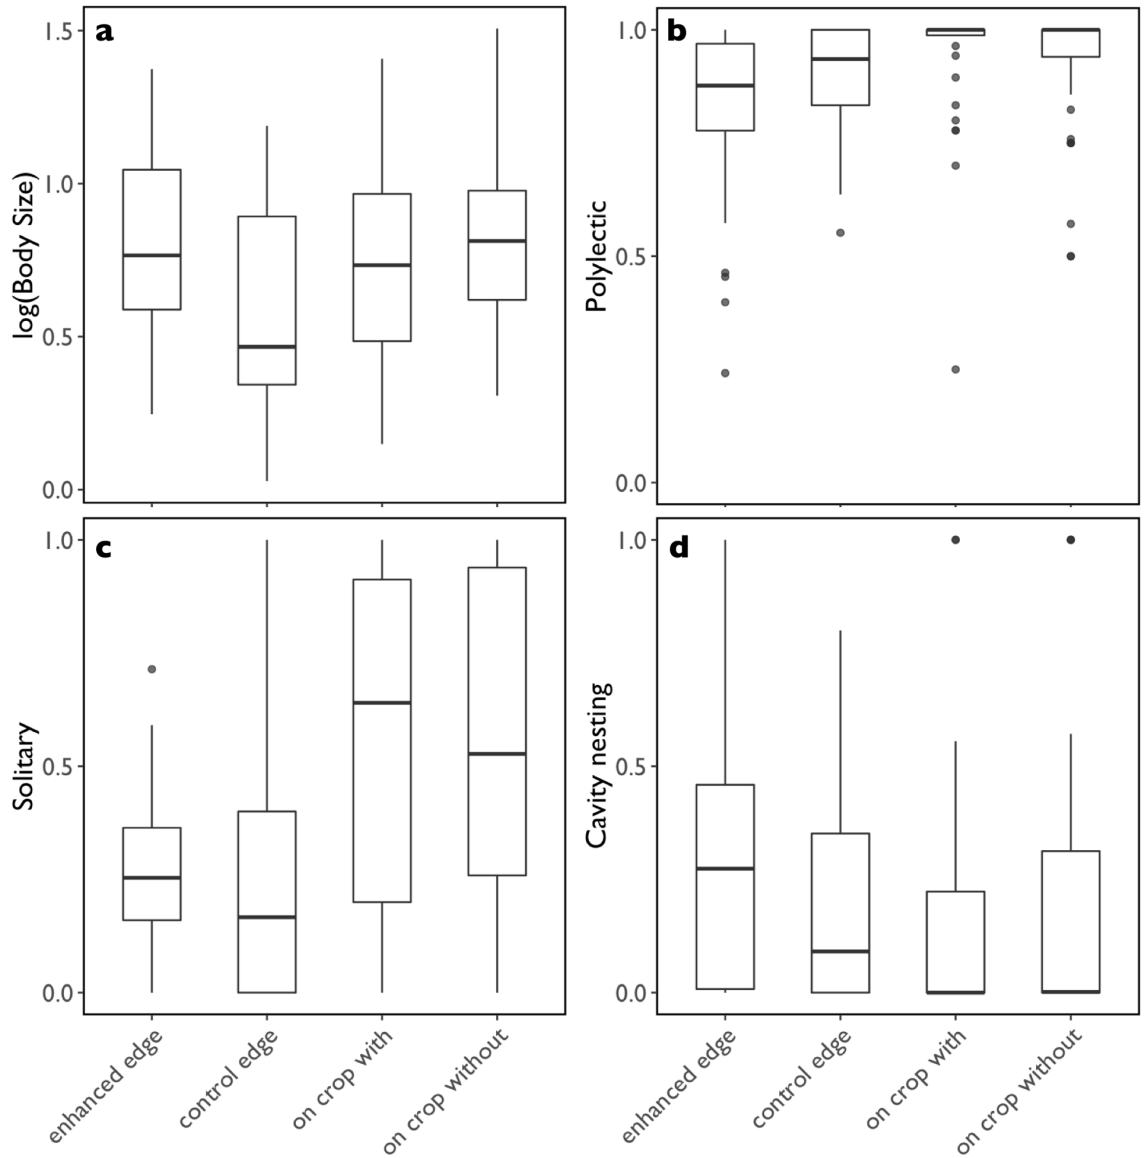 a
log(Body Size)
1.5
1.0
0.5
0.0
b
Polylectic
1.0
0.5
0.0
c
Solitary
1.0
0.5
0.0
enhanced edge
control edge
on crop with
on crop without
d
Cavity nesting
1.0
0.5
0.0
enhanced edge
control edge
on crop with
on crop without